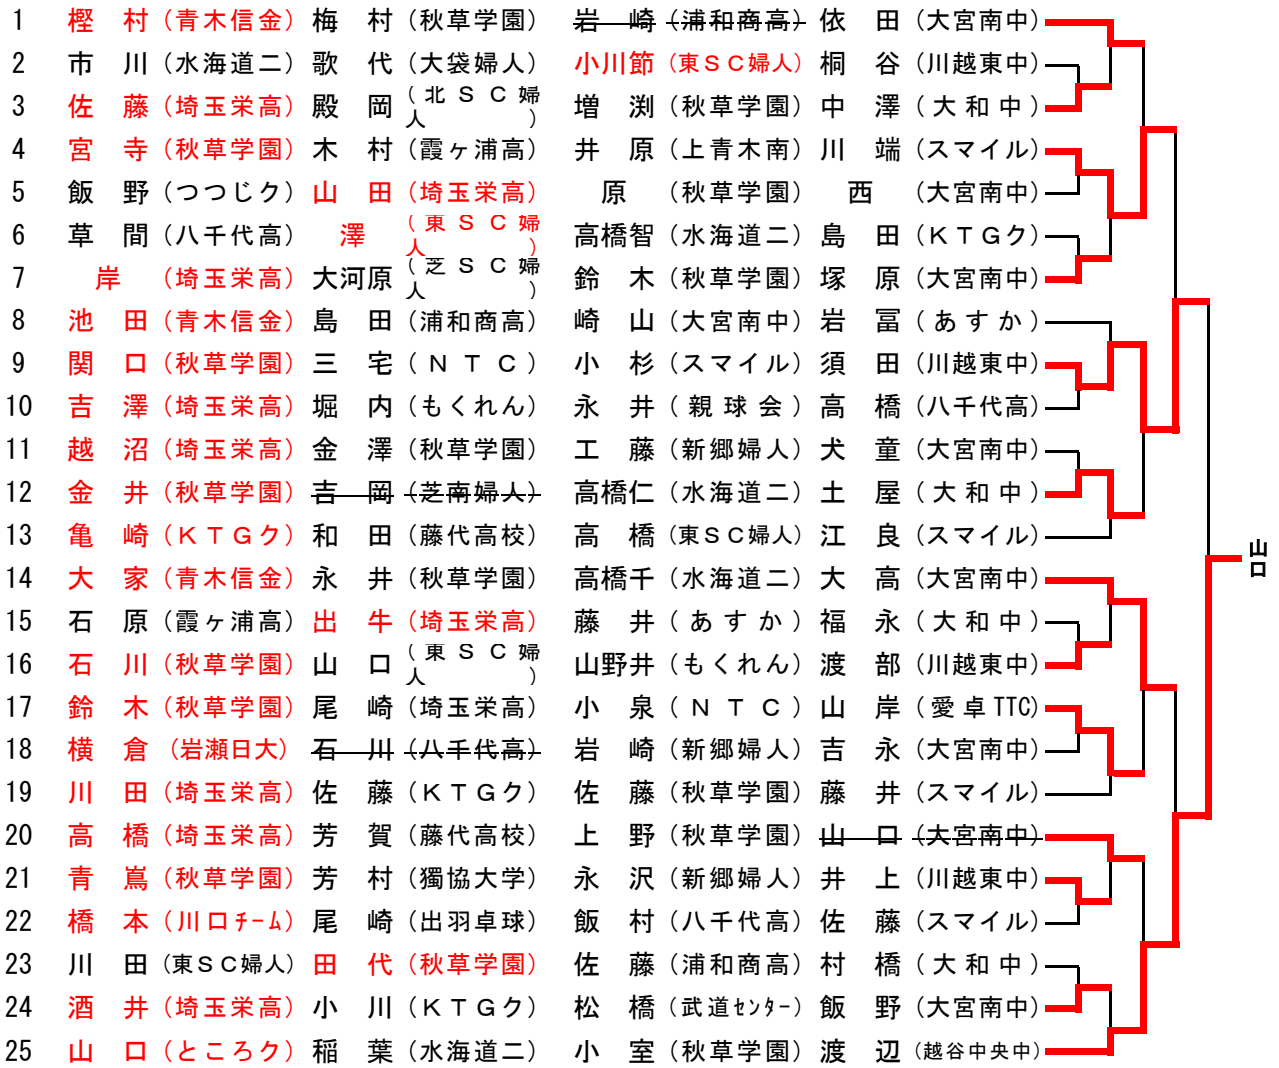 1 樫村 (青木信金) 梅村 (秋草学園) 岩崎 (浦和商高) 依田 (大宮南中)
2 市川 (水海道二) 歌代 (大袋婦人) 小川節 (東ＳＣ婦人) 桐谷 (川越東中)
3 佐藤 (埼玉栄高) 殿岡 (北ＳＣ婦人) 増渕 (秋草学園) 中澤 (大和中)
4 宮寺 (秋草学園) 木村 (霞ヶ浦高) 井原 (上青木南) 川端 (スマイル)
5 飯野 (つつじク) 山田 (埼玉栄高) 原 (秋草学園) 西 (大宮南中)
6 草間 (八千代高) 澤 (東ＳＣ婦人) 高橋智 (水海道二) 島田 (ＫＴＧク)
7 岸 (埼玉栄高) 大河原 (芝ＳＣ婦人) 鈴木 (秋草学園) 塚原 (大宮南中)
8 池田 (青木信金) 島田 (浦和商高) 崎山 (大宮南中) 岩冨 (あすか)
9 関口 (秋草学園) 三宅 (ＮＴＣ) 小杉 (スマイル) 須田 (川越東中)
10 吉澤 (埼玉栄高) 堀内 (もくれん) 永井 (親球会) 高橋 (八千代高)
11 越沼 (埼玉栄高) 金澤 (秋草学園) 工藤 (新郷婦人) 犬童 (大宮南中)
12 金井 (秋草学園) 吉岡 (芝南婦人) 高橋仁 (水海道二) 土屋 (大和中)
13 亀崎 (ＫＴＧク) 和田 (藤代高校) 高橋 (東ＳＣ婦人) 江良 (スマイル)
14 大家 (青木信金) 永井 (秋草学園) 高橋千 (水海道二) 大高 (大宮南中)
15 石原 (霞ヶ浦高) 出牛 (埼玉栄高) 藤井 (あすか) 福永 (大和中)
16 石川 (秋草学園) 山口 (東ＳＣ婦人) 山野井 (もくれん) 渡部 (川越東中)
17 鈴木 (秋草学園) 尾崎 (埼玉栄高) 小泉 (ＮＴＣ) 山岸 (愛卓TTC)
18 横倉 (岩瀬日大) 石川 (八千代高) 岩崎 (新郷婦人) 吉永 (大宮南中)
19 川田 (埼玉栄高) 佐藤 (ＫＴＧク) 佐藤 (秋草学園) 藤井 (スマイル)
20 高橋 (埼玉栄高) 芳賀 (藤代高校) 上野 (秋草学園) 山口 (大宮南中)
21 青嶌 (秋草学園) 芳村 (獨協大学) 永沢 (新郷婦人) 井上 (川越東中)
22 橋本 (川口ﾁｰﾑ) 尾崎 (出羽卓球) 飯村 (八千代高) 佐藤 (スマイル)
23 川田 (東ＳＣ婦人) 田代 (秋草学園) 佐藤 (浦和商高) 村橋 (大和中)
24 酒井 (埼玉栄高) 小川 (ＫＴＧク) 松橋 (武道ｾﾝﾀｰ) 飯野 (大宮南中)
25 山口 (ところク) 稲葉 (水海道二) 小室 (秋草学園) 渡辺 (越谷中央中)
山口